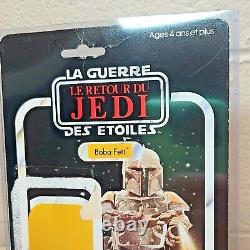 Ages 4 ans et plus
LA GUERRE
LE RETOUR DU
JEDI
DES ETOILES
Boba Fett